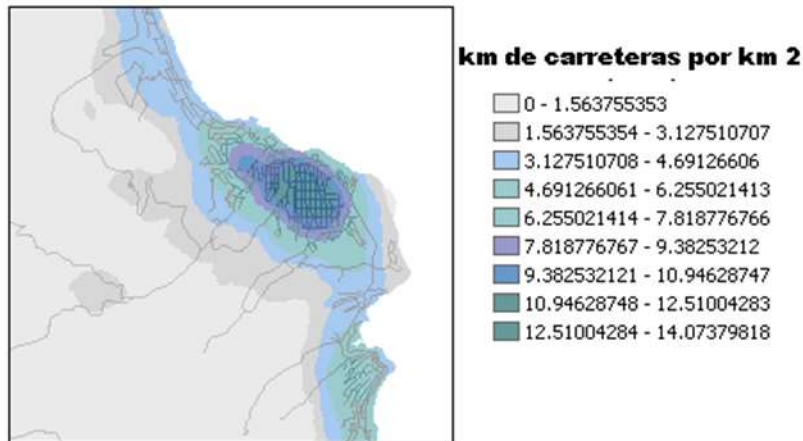 km de carreteras por km 2
0 - 1.563755353
1.563755354 - 3.127510707
3.127510708 - 4.69126606
4.691266061 - 6.255021413
6.255021414 - 7.818776766
7.818776767 - 9.38253212
9.382532121 - 10.94628747
10.94628748 - 12.51004283
12.51004284 - 14.07379818